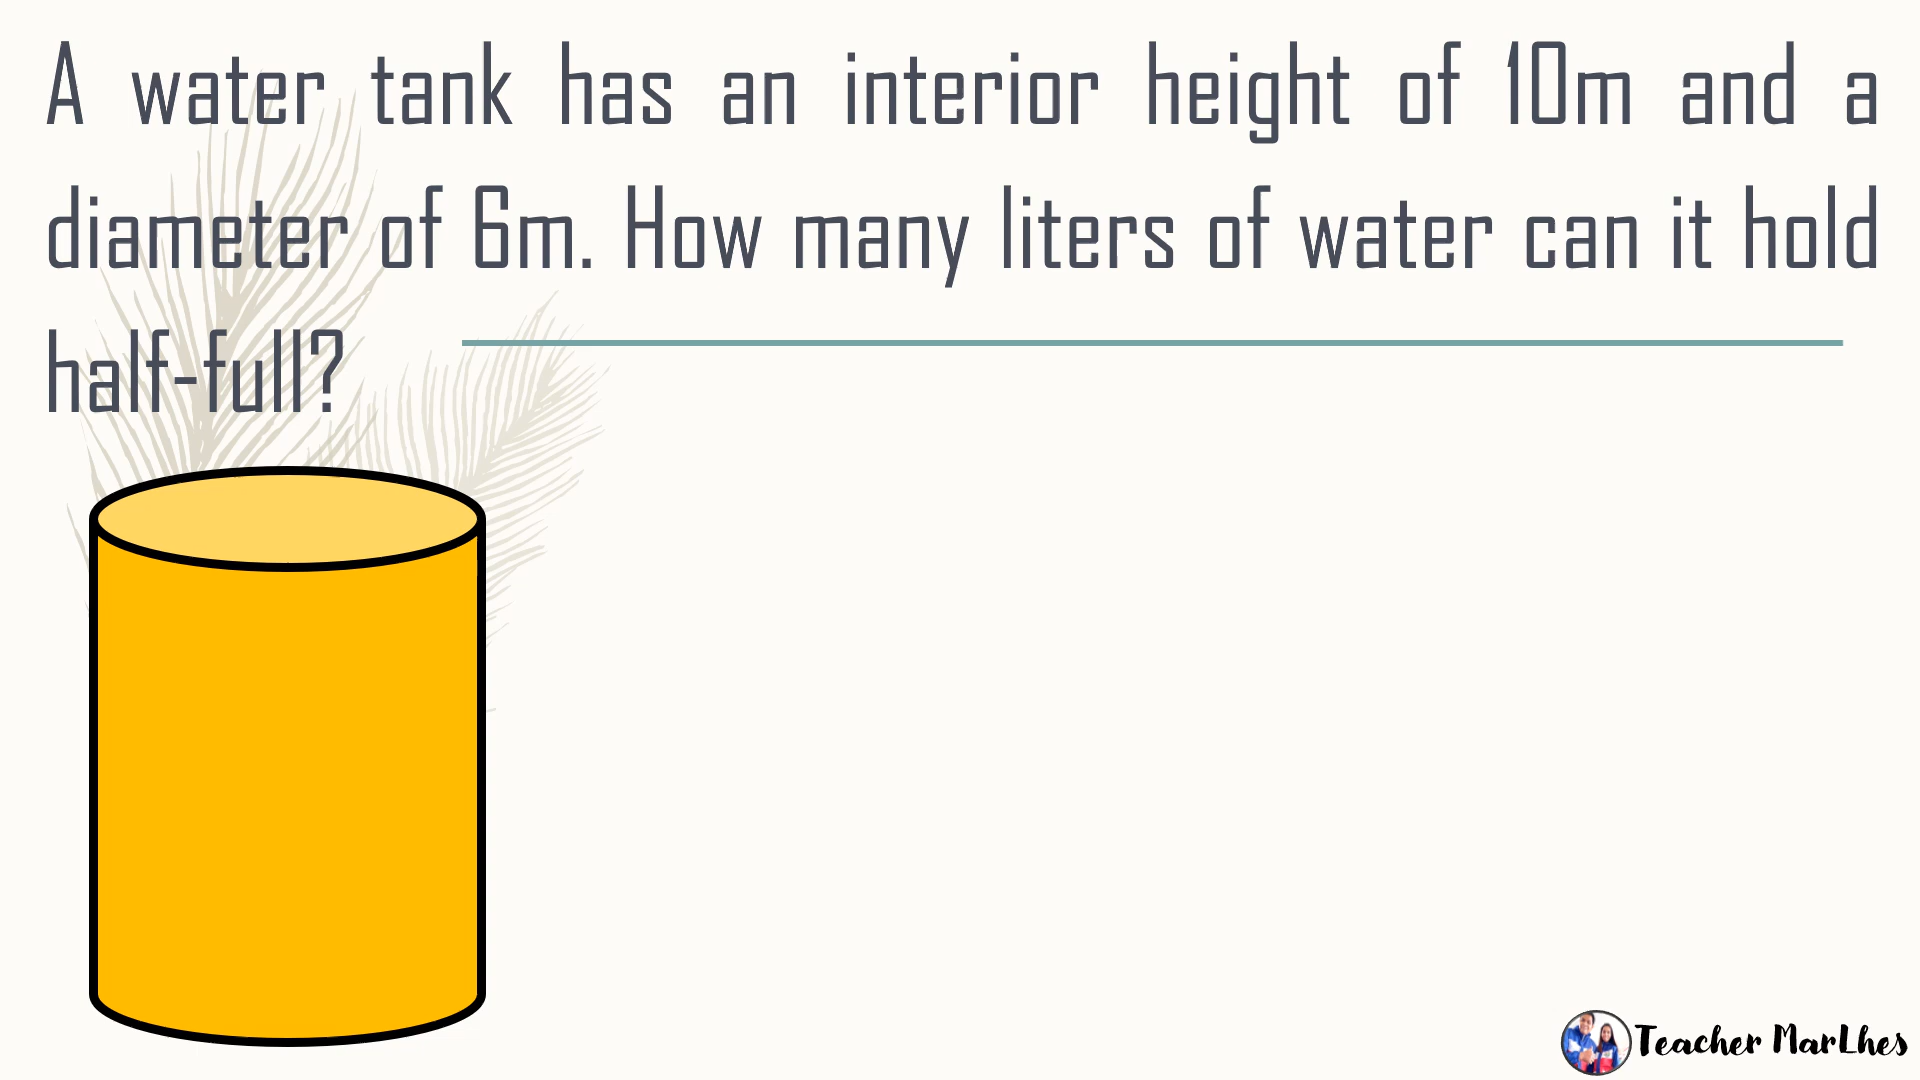 A water tank has an interior height of 10m and a
diameter of 6m. How many liters of water can it hold
half-full?
Teacher MarLhes